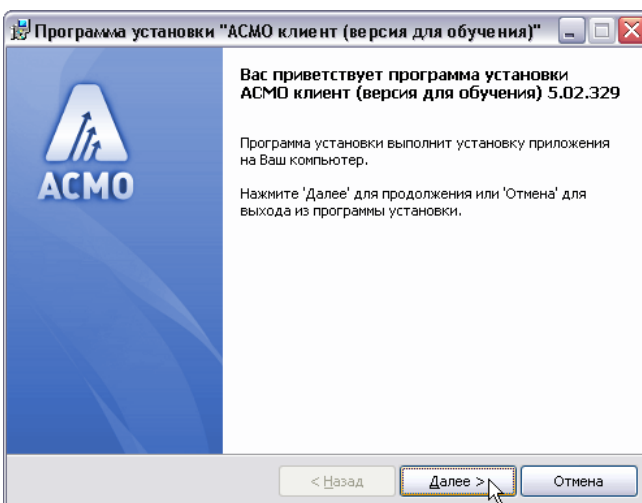 Программа установки "АСМО клиент (версия для обучения)"
Вас приветствует программа установки
АСМО клиент (версия для обучения) 5.02.329
АСМО
Программа установки выполнит установку приложения
на Ваш компьютер.
Нажмите 'Далее' для продолжения или 'Отмена' для
выхода из программы установки.
< Назад
Далее >
Отмена